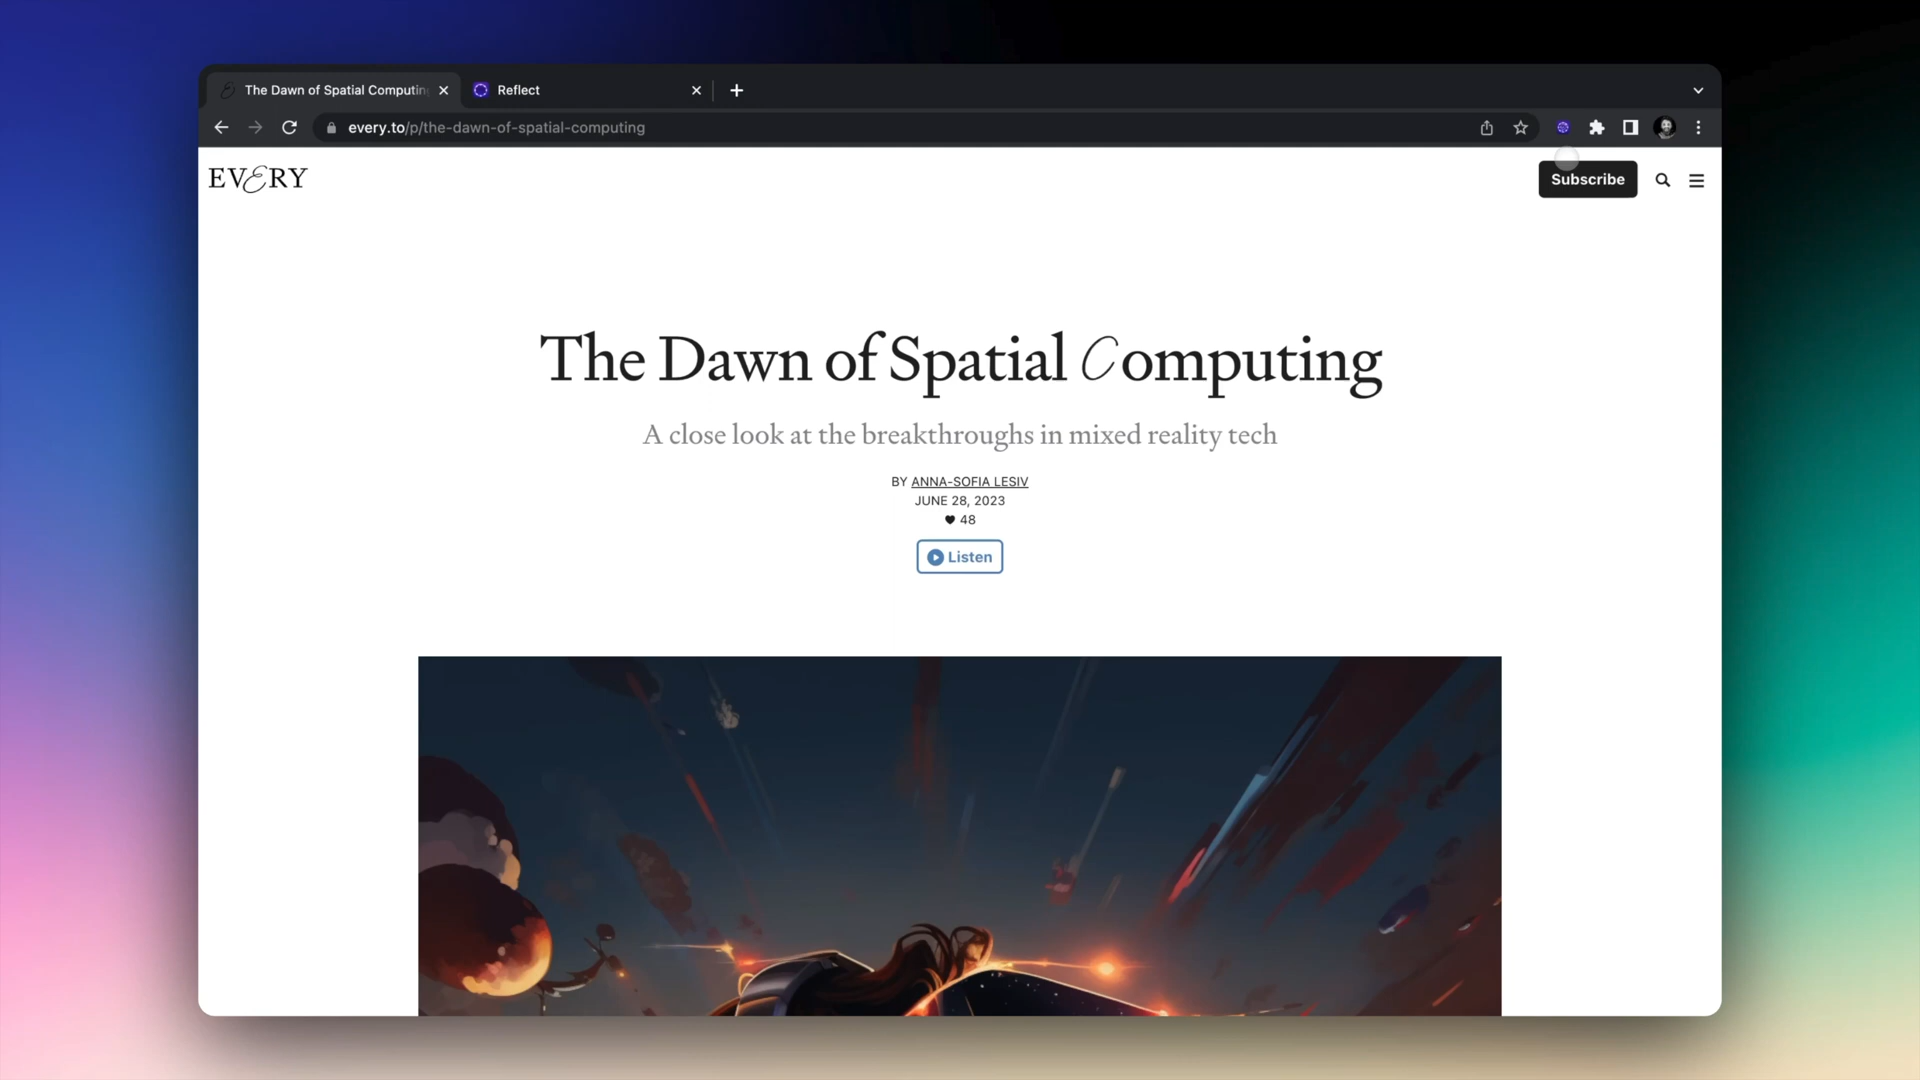 The Dawn of Spatial Computin
Reflect
every.to/p/the-dawn-of-spatial-computing
EVERY
Subscribe
The Dawn of Spatial Computing
A close look at the breakthroughs in mixed reality tech
BY ANNA-SOFIA LESIV
JUNE 28, 2023
48
Listen